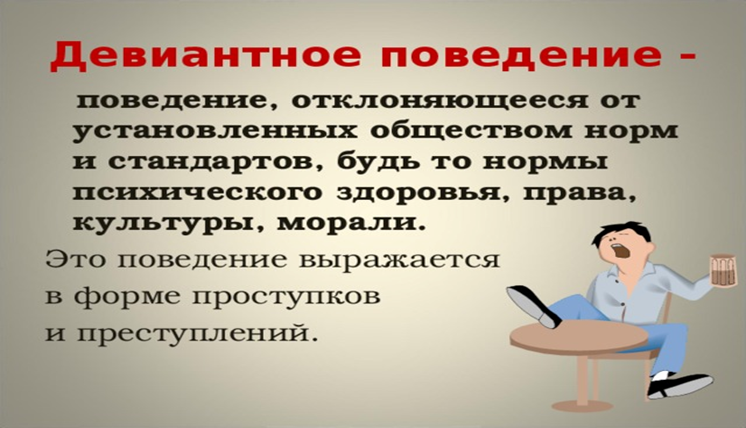 Девиантное поведение –
поведение, отклоняющееся от
установленных обществом норм
и стандартов, будь то нормы
психического здоровья, права,
культуры, морали.
Это поведение выражается
в форме проступков
и преступлений.